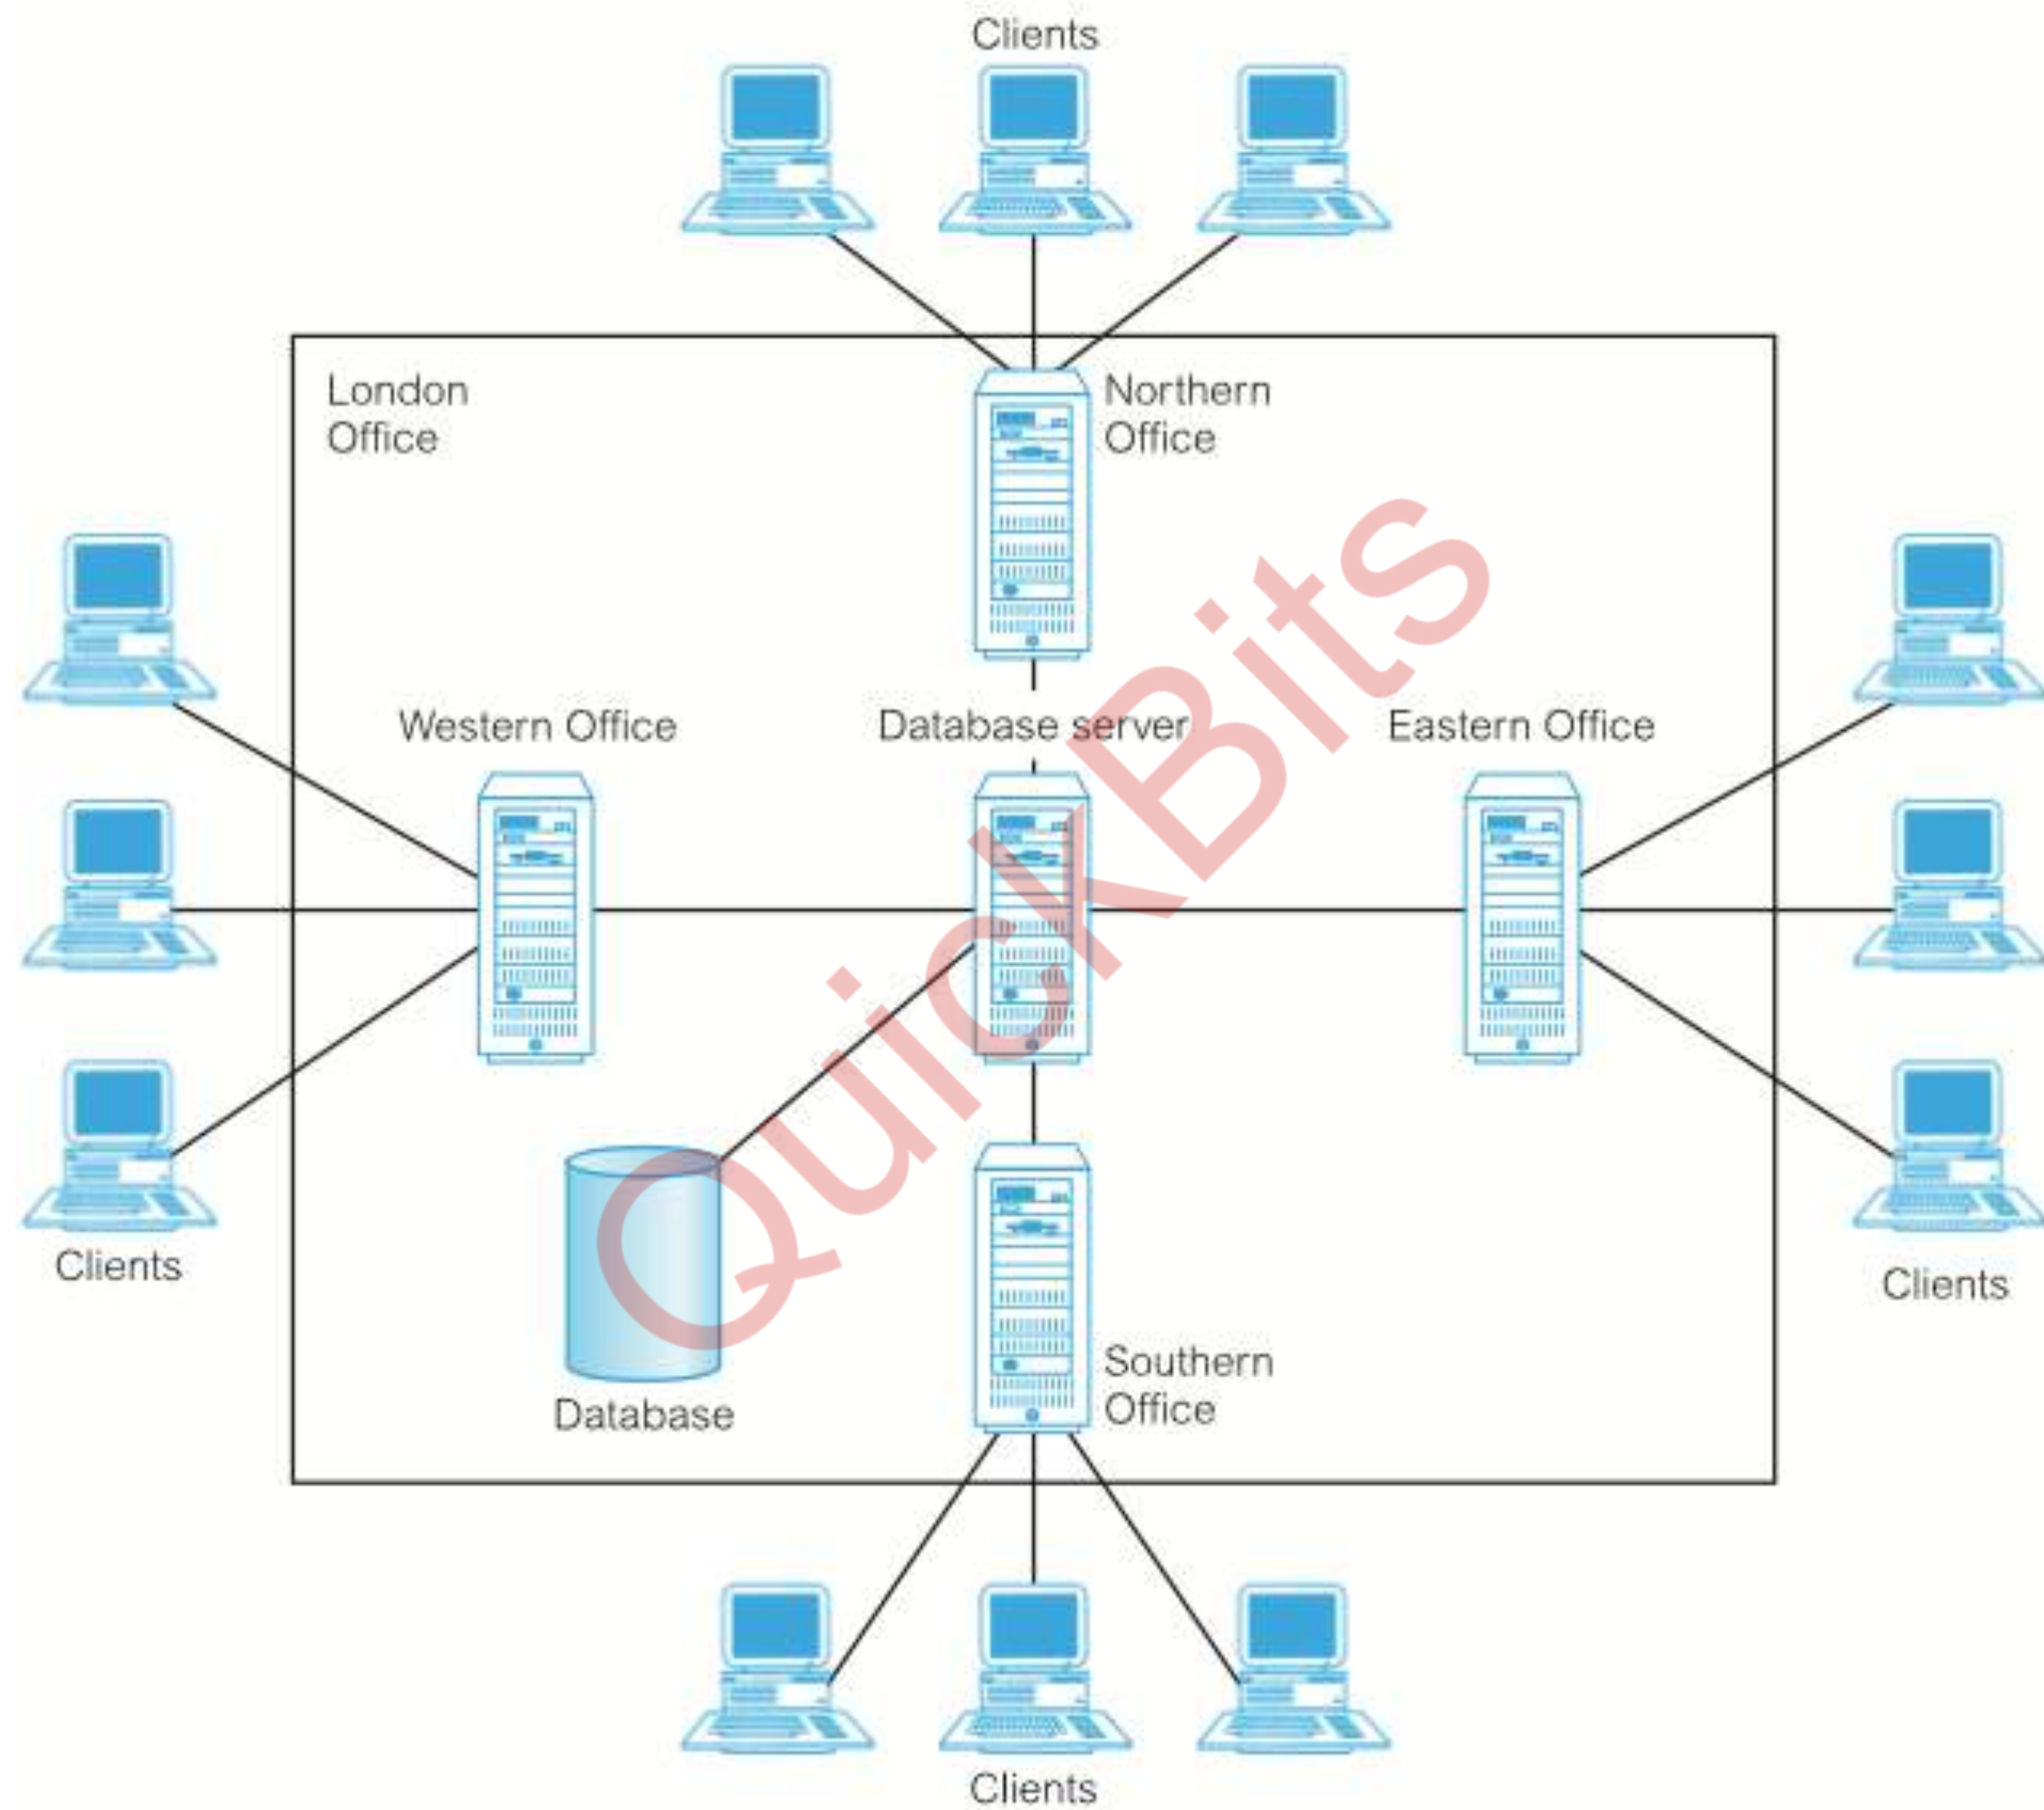 Clients
London
Office
Northern
Office
Western Office
Database server
Eastern Office
QuickBits
Clients
Clients
Database
Southern
Office
Clients